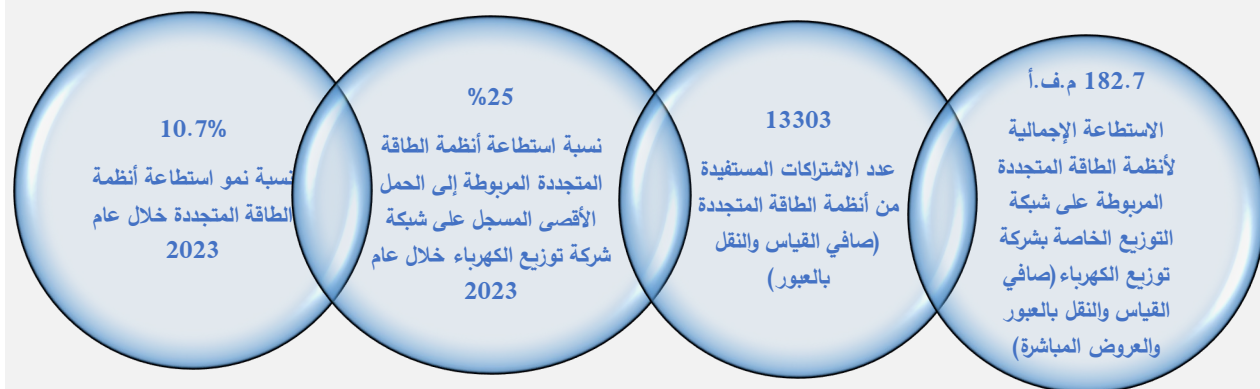 182.7 م.ف.أ
الاستطاعة الإجمالية
لأنظمة الطاقة المتجددة
المربوطة على شبكة
التوزيع الخاصة بشركة
توزيع الكهرباء (صافي
القياس والنقل بالعبور
والعروض المباشرة)
13303
عدد الاشتراكات المستفيدة
من أنظمة الطاقة المتجددة
(صافي القياس والنقل
بالعبور)
%25
نسبة استطاعة أنظمة الطاقة
المتجددة المربوطة إلى الحمل
الأقصى المسجل على شبكة
شركة توزيع الكهرباء خلال عام
2023
10.7%
نسبة نمو استطاعة أنظمة
الطاقة المتجددة خلال عام
2023